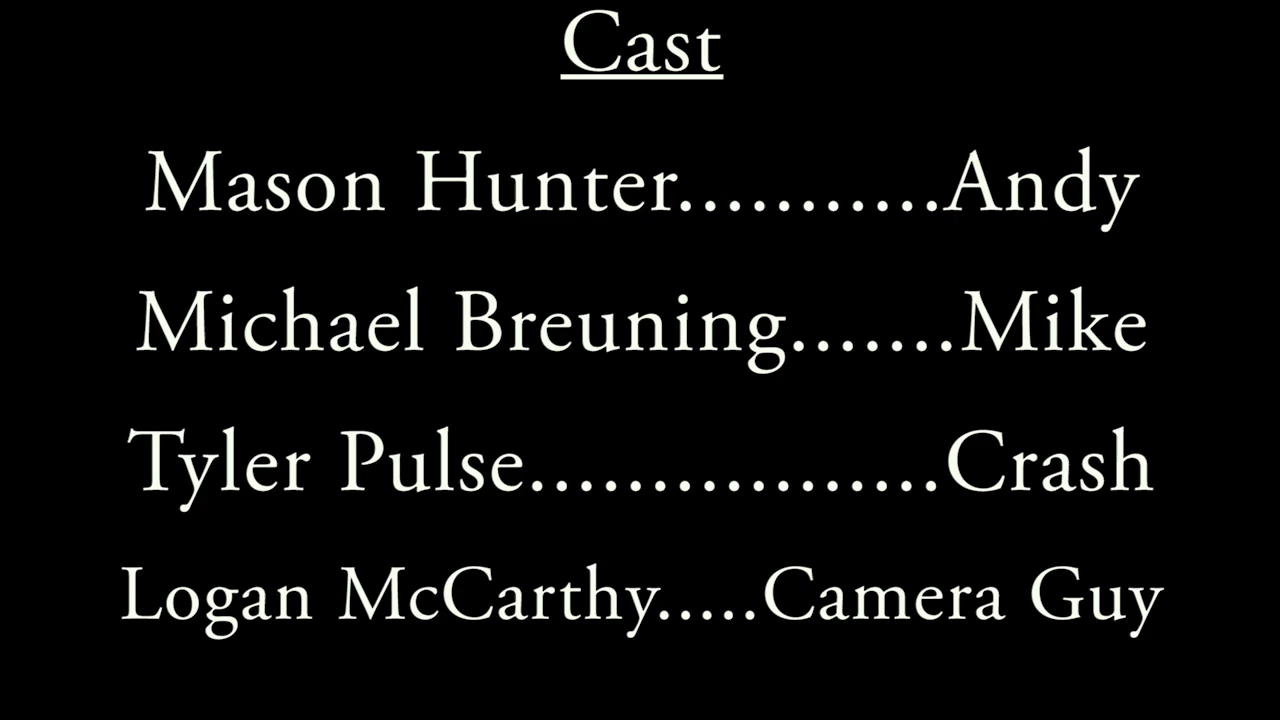 Cast
Mason Hunter...........Andy
Michael Breuning.......Mike
Tyler Pulse.................Crash
Logan McCarthy.....Camera Guy